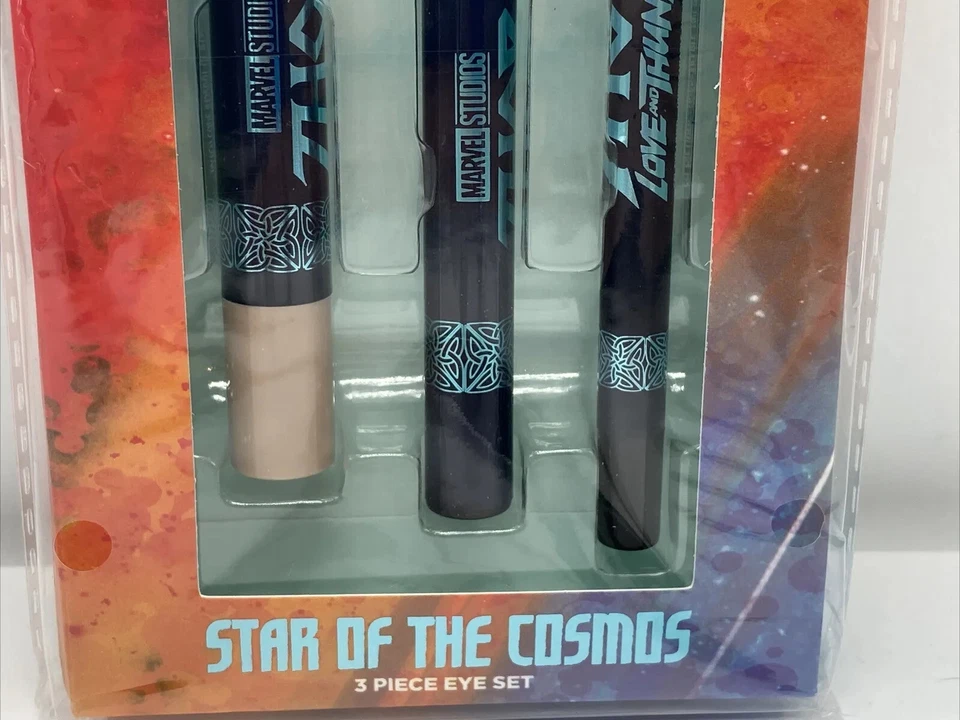 MARVEL STUDIOS
MARVEL STUDIOS
LOVE AND
STAR OF THE COSMOS
3 PIECE EYE SET